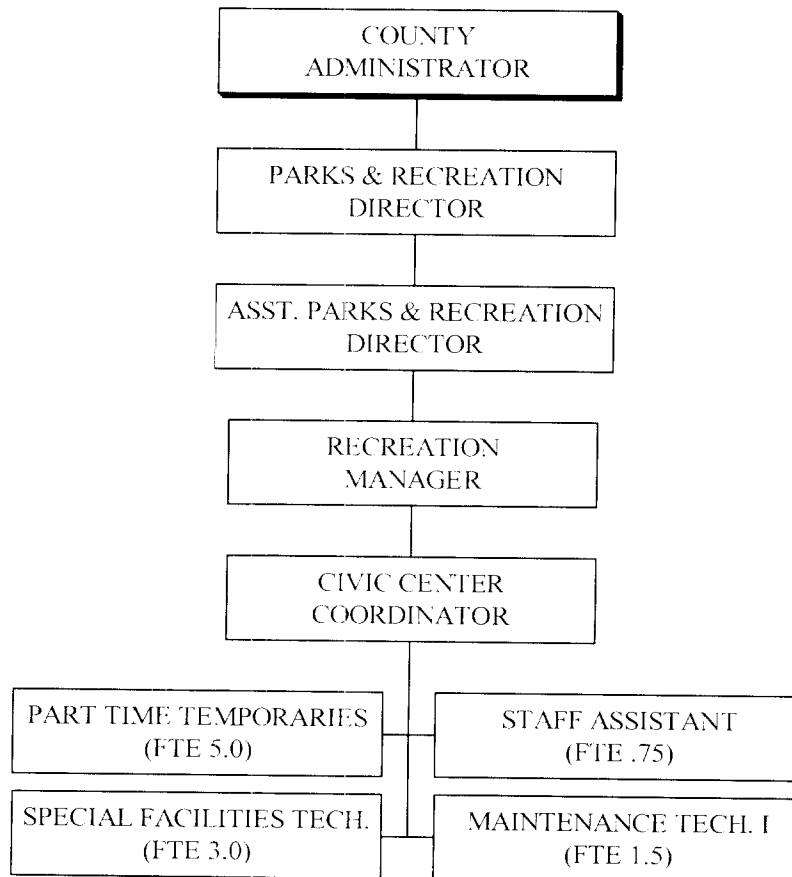 COUNTY
ADMINISTRATOR
PARKS & RECREATION
DIRECTOR
ASST. PARKS & RECREATION
DIRECTOR
RECREATION
MANAGER
CIVIC CENTER
COORDINATOR
PART TIME TEMPORARIES
(FTE 5.0)
STAFF ASSISTANT
(FTE .75)
SPECIAL FACILITIES TECH.
(FTE 3.0)
MAINTENANCE TECH. I
(FTE 1.5)